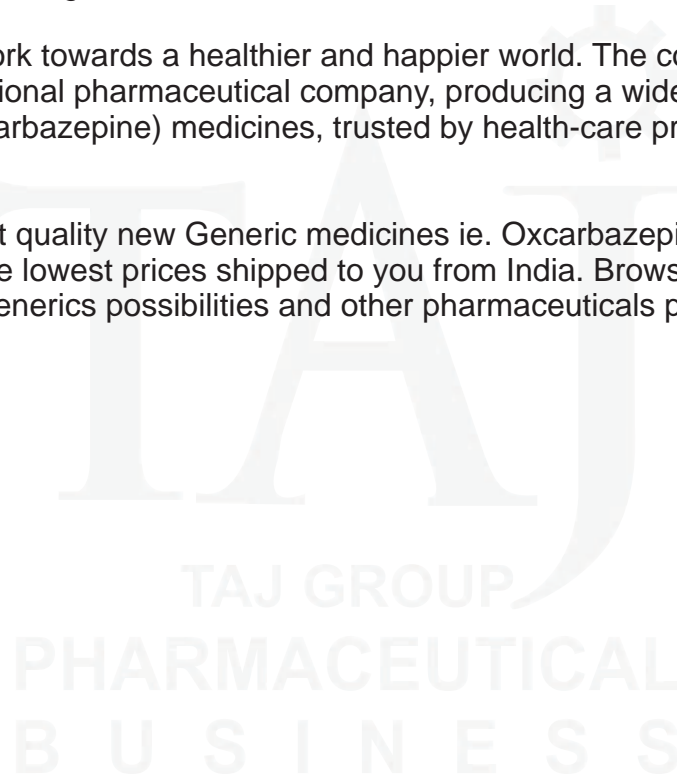 rk towards a healthier and happier world. The co
ional pharmaceutical company, producing a wide
arbazepine) medicines, trusted by health-care pr
t quality new Generic medicines ie. Oxcarbazepi
e lowest prices shipped to you from India. Brows
enerics possibilities and other pharmaceuticals p
TAJ
TAJ GROUP
PHARMACEUTICAL
BUSINESS